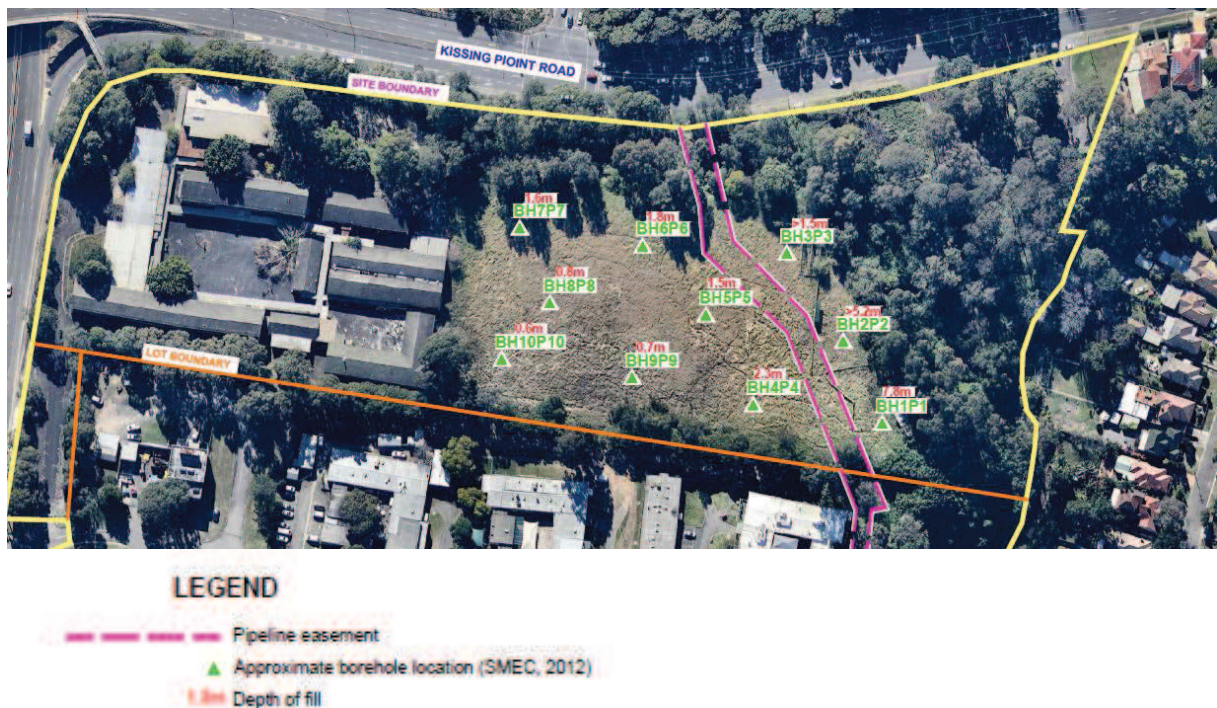 KISSING PIOINT ROAD
SITE BOUNDARY
1.6m
BH7P7
1.8m
BH6P6
>1.5m
BH3P3
0.8m
BH8P8
1.5m
BH5P5
>5.2m
BH2P2
0.6m
BH10P10
0.7m
BH9P9
2.3m
BH4P4
7.8m
BH1P1
LOT BOUNDARY
LEGEND
Pipeline easement
Approximate borehole location (SMEC, 2012)
1.8m Depth of fill